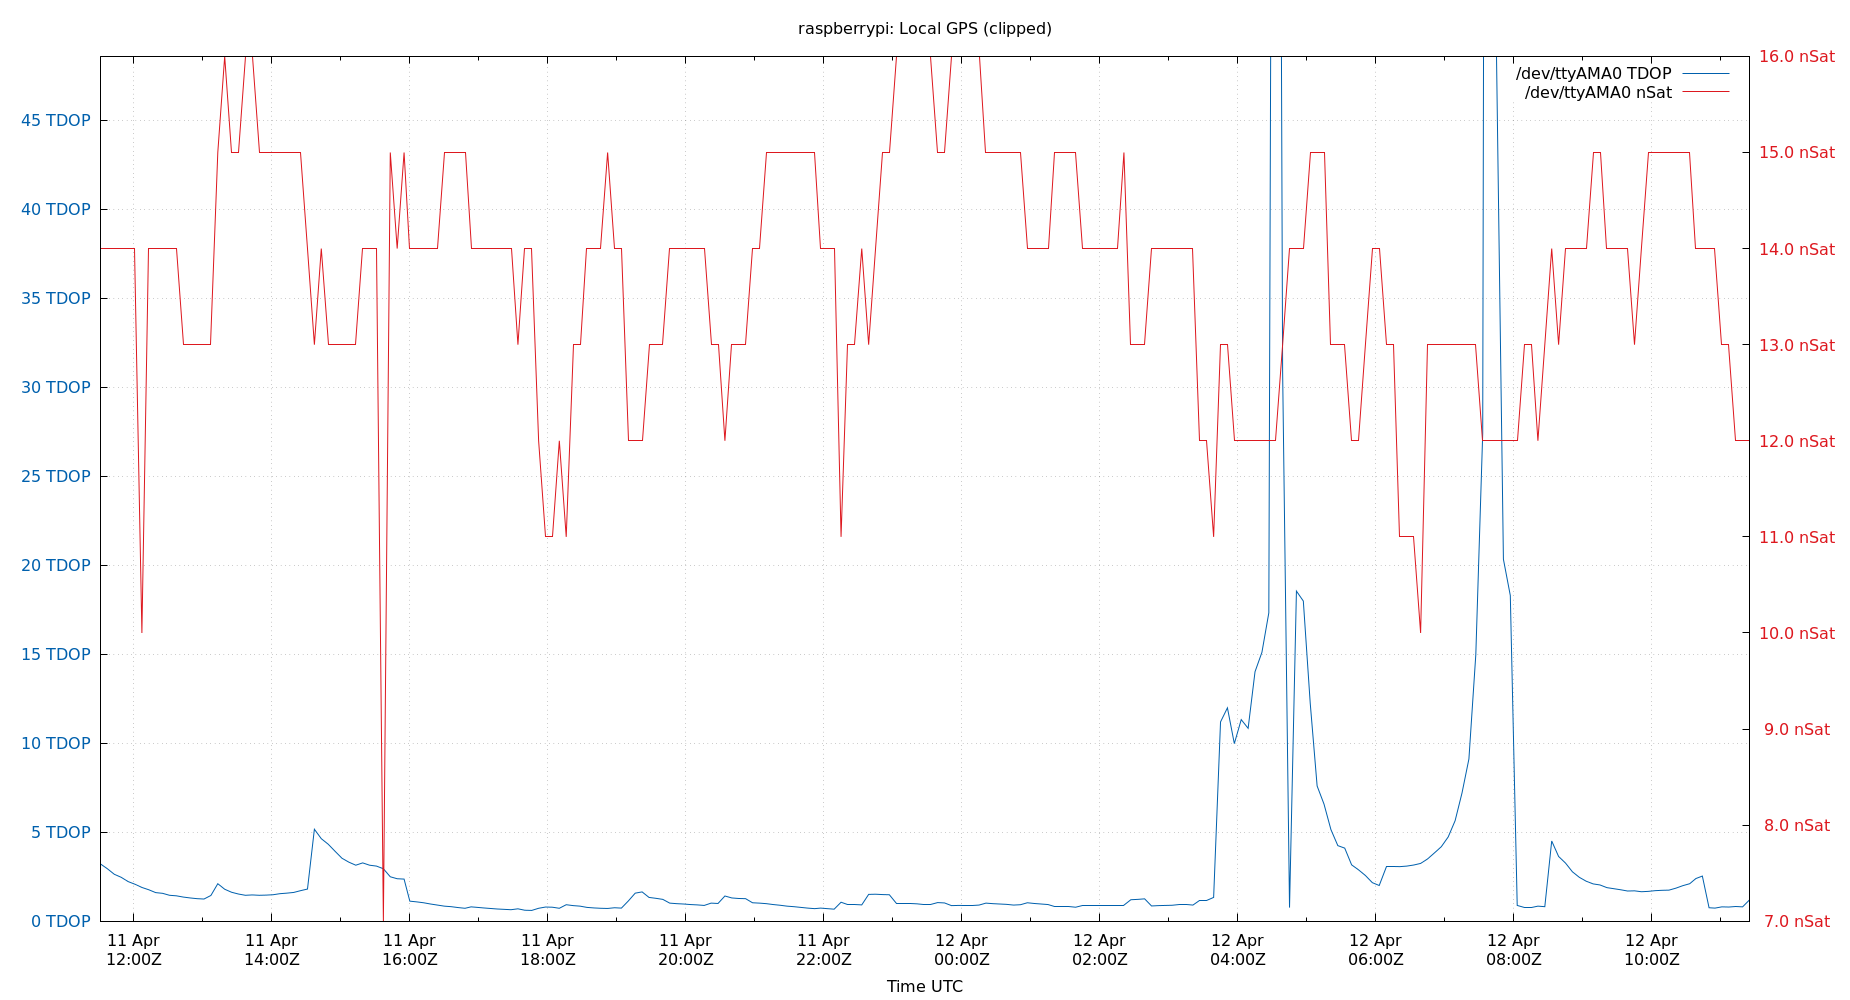 raspberrypi: Local GPS (clipped)
/dev/ttyAMA0 TDOP
/dev/ttyAMA0 nSat
45 TDOP
40 TDOP
35 TDOP
30 TDOP
25 TDOP
20 TDOP
15 TDOP
10 TDOP
5 TDOP
0 TDOP
16.0 nSat
15.0 nSat
14.0 nSat
13.0 nSat
12.0 nSat
11.0 nSat
10.0 nSat
9.0 nSat
8.0 nSat
7.0 nSat
11 Apr
12:00Z
11 Apr
14:00Z
11 Apr
16:00Z
11 Apr
18:00Z
11 Apr
20:00Z
11 Apr
22:00Z
12 Apr
00:00Z
12 Apr
02:00Z
12 Apr
04:00Z
12 Apr
06:00Z
12 Apr
08:00Z
12 Apr
10:00Z
Time UTC